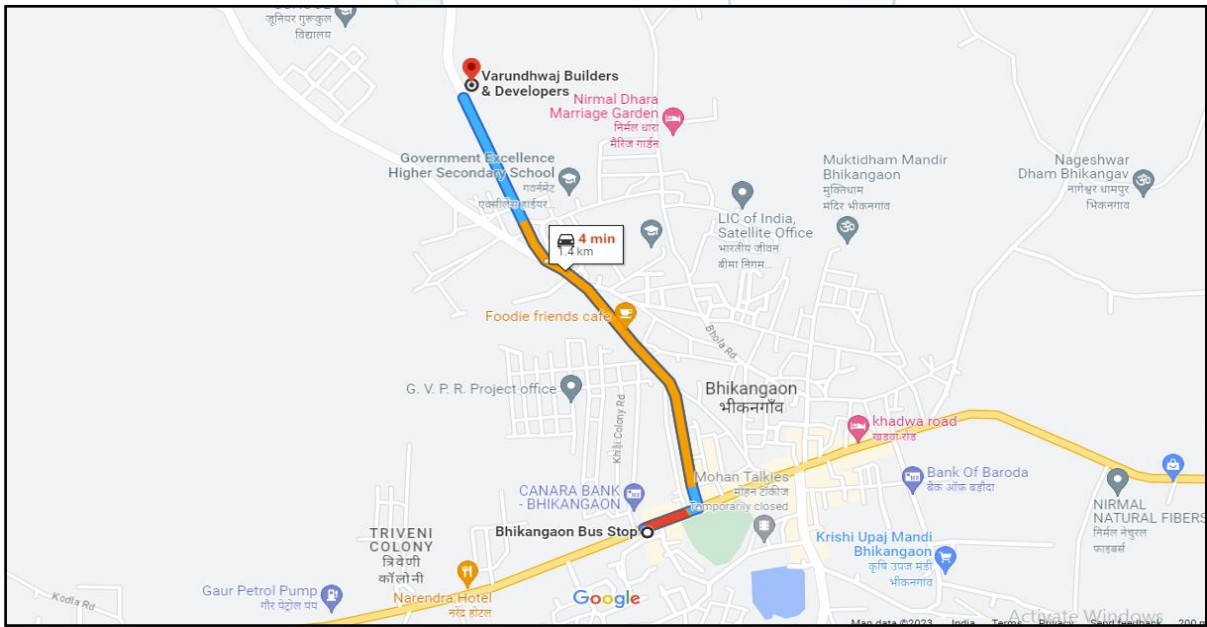 जूनियर गुरूकुल
विद्यालय
Varundhwaj Builders
& Developers
Nirmal Dhara
Marriage Garden
निर्मल धारा
मैरिज गार्डन
Government Excellence
Higher Secondary School
गवर्नमेंट
एक्सीलेंस हाईयर...
Muktidham Mandir
Bhikangaon
मुक्तिधाम
मंदिर भीकनगांव
Nageshwar
Dham Bhikangav
नागेश्वर धामपुर
भिकनगाव
LIC of India,
Satellite Office
भारतीय जीवन
बीमा निगम...
4 min
1.4 km
Foodie friends cafe
Bhola Rd
G. V. P. R. Project office
Bhikangaon
भीकनगाँव
Khilji Colony Rd
khadwa road
खंडवा रोड
Mohan Talkies
मोहन टॉकीज
Temporarily closed
Bank Of Baroda
बैंक ऑफ़ बड़ौदा
CANARA BANK
- BHIKANGAON
NIRMAL
NATURAL FIBERS
निर्मल नेचुरल
फाइबर्स
Bhikangaon Bus Stop
TRIVENI
COLONY
त्रिवेणी
कॉलोनी
Krishi Upaj Mandi
Bhikangaon
कृषि उपज मंडी
भीकनगांव
Gaur Petrol Pump
गौर पेट्रोल पंप
Narendra Hotel
नरेंद्र होटल
Kodla Rd
Google
Activate Windows
Map data ©2023 India Terms Privacy Send feedback 200 m